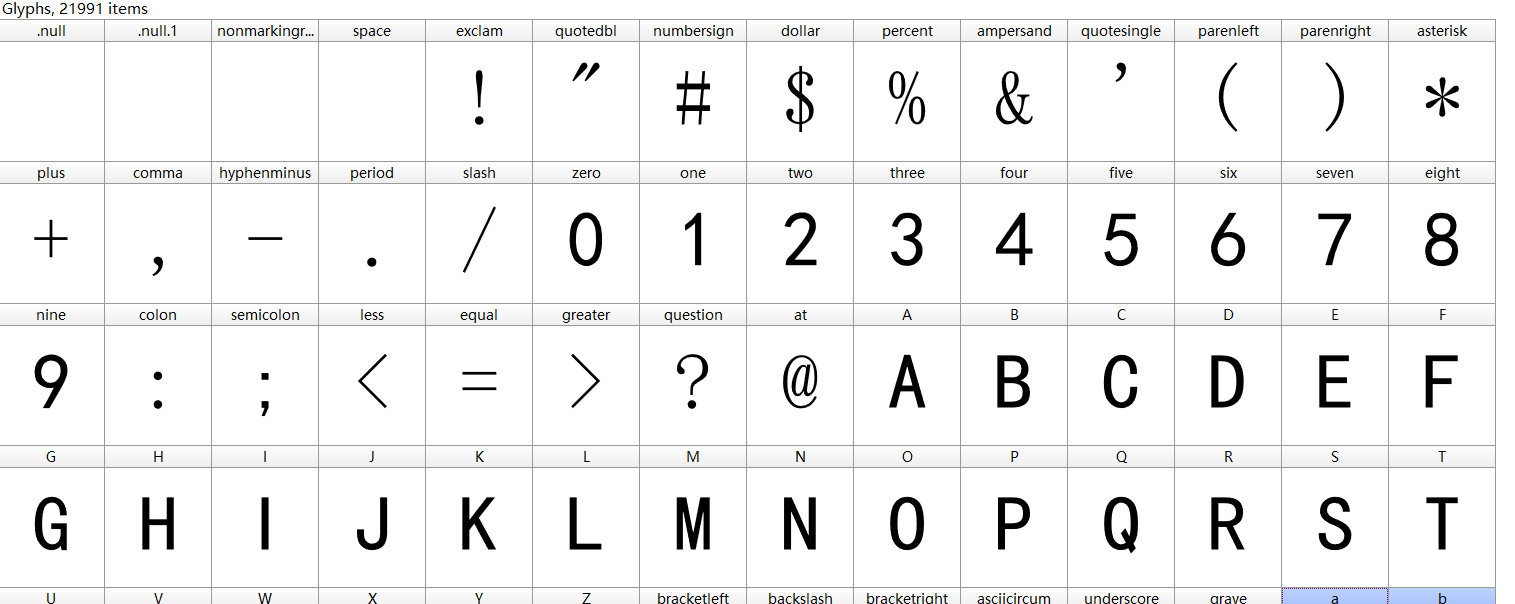 Glyphs, 21991 items
.null .null.1 nonmarkingr... space exclam quotedbl numbersign dollar percent ampersand quotesingle parenleft parenright asterisk
! ″ # $ % & ’ ( ) *
plus comma hyphenminus period slash zero one two three four five six seven eight
+ , − . / 0 1 2 3 4 5 6 7 8
nine colon semicolon less equal greater question at A B C D E F
9 : ; < = > ? @ A B C D E F
G H I J K L M N O P Q R S T
G H I J K L M N O P Q R S T
U V W X Y Z bracketleft backslash bracketright asciicircum underscore grave a b